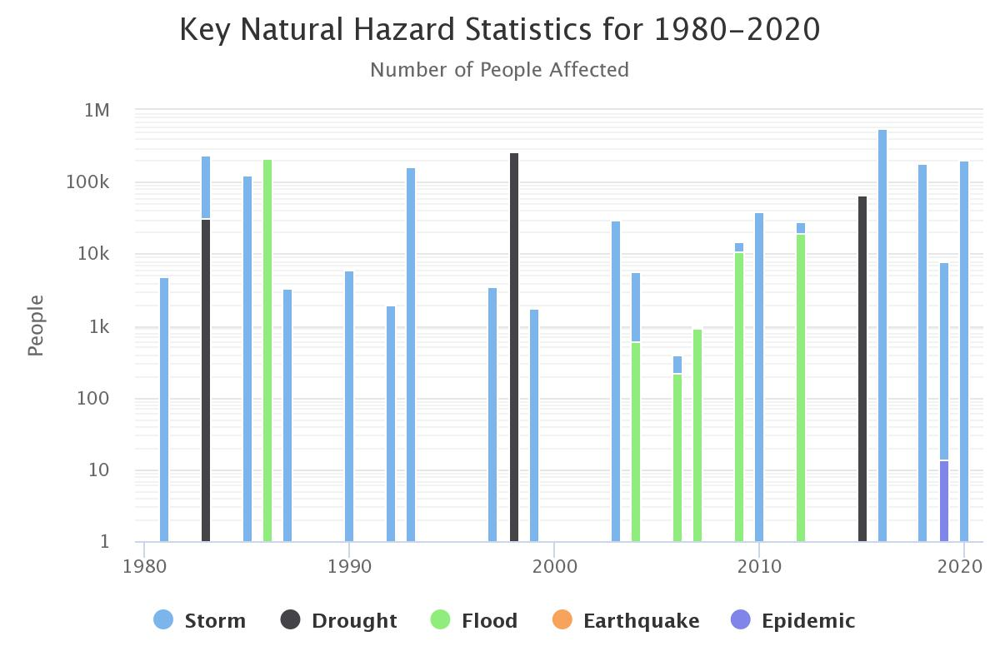 Key Natural Hazard Statistics for 1980–2020
Number of People Affected
People
1M
100k
10k
1k
100
10
1
1980 1990 2000 2010 2020
Storm Drought Flood Earthquake Epidemic